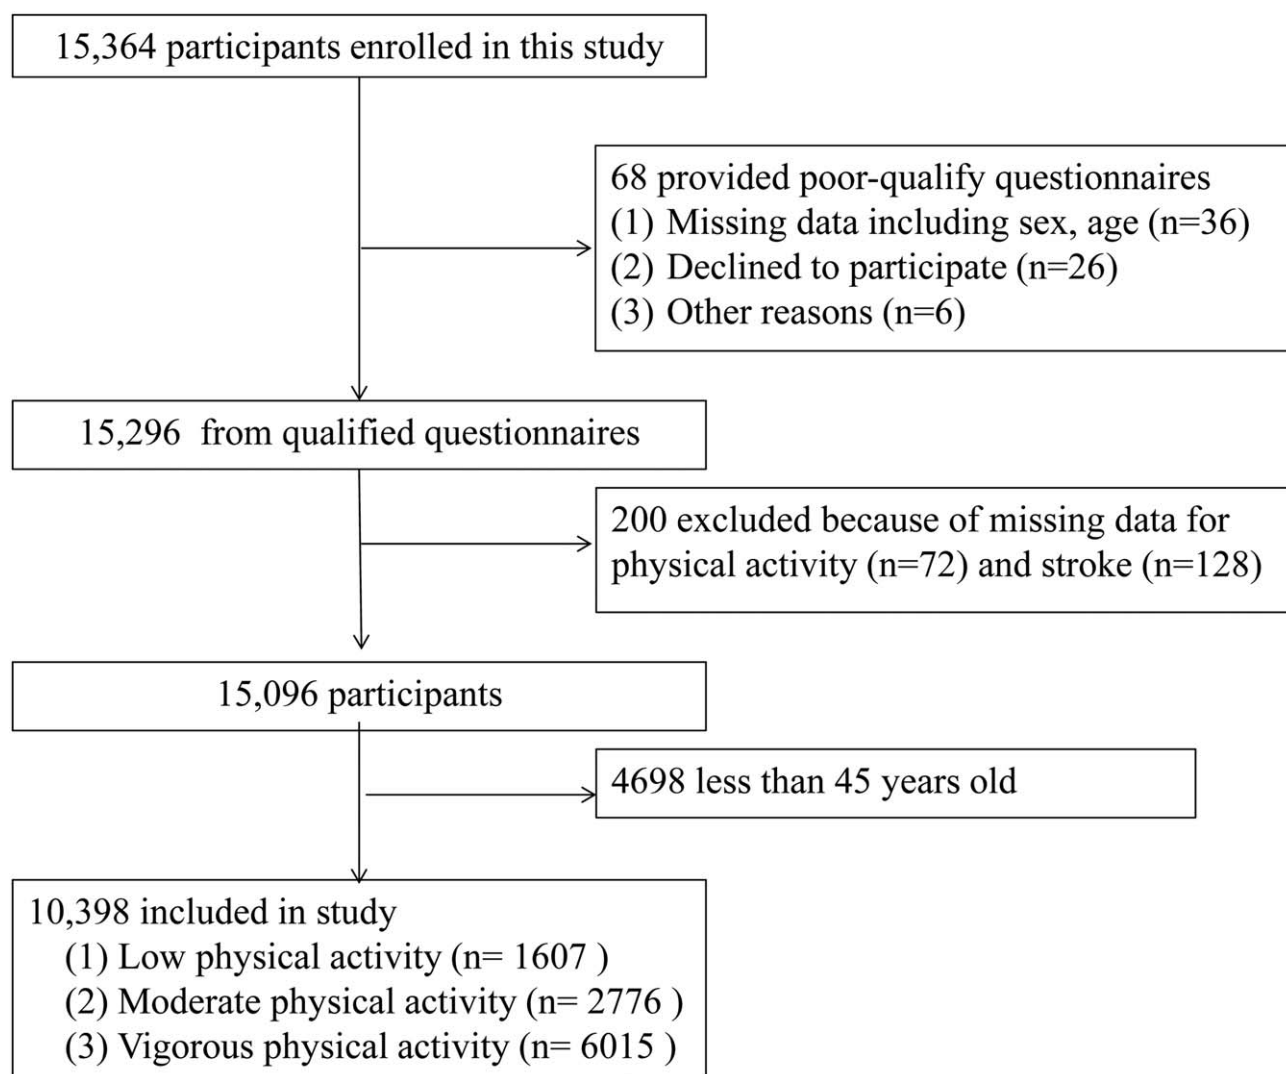 15,364 participants enrolled in this study
68 provided poor-qualify questionnaires
(1) Missing data including sex, age (n=36)
(2) Declined to participate (n=26)
(3) Other reasons (n=6)
15,296 from qualified questionnaires
200 excluded because of missing data for
physical activity (n=72) and stroke (n=128)
15,096 participants
4698 less than 45 years old
10,398 included in study
(1) Low physical activity (n= 1607 )
(2) Moderate physical activity (n= 2776 )
(3) Vigorous physical activity (n= 6015 )